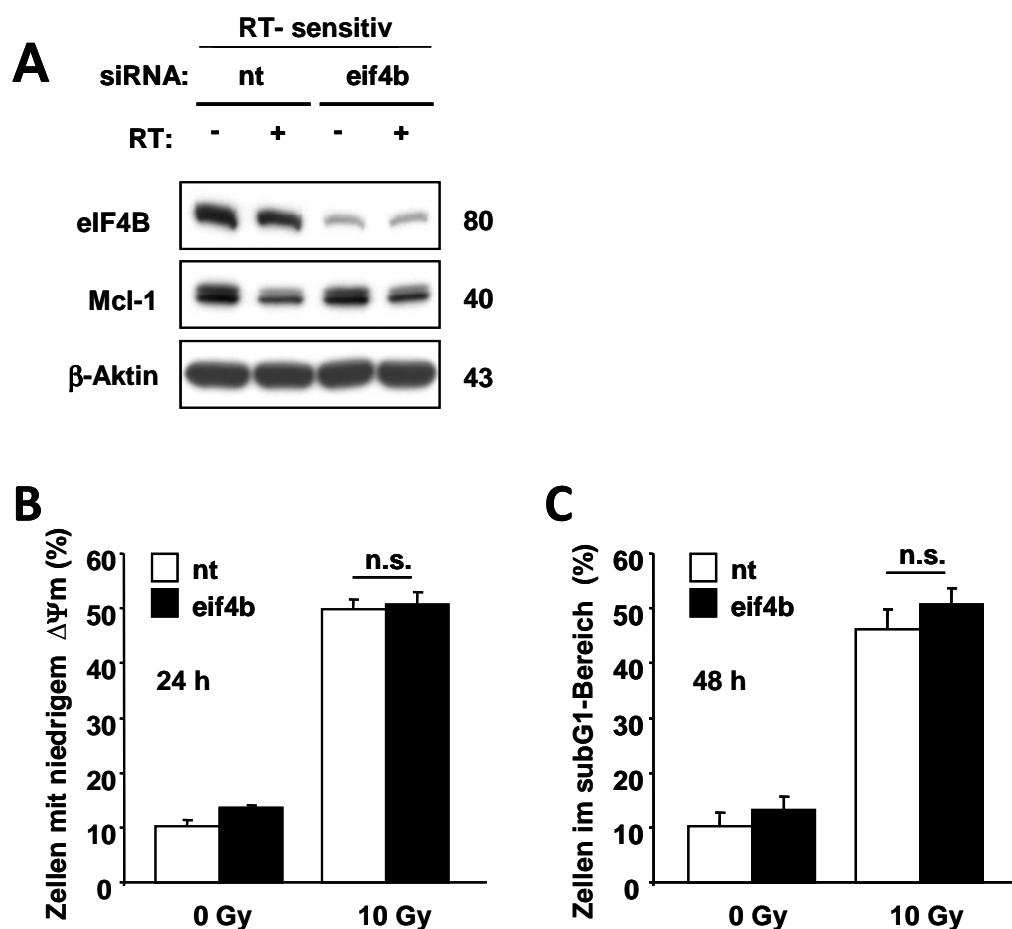 A
RT- sensitiv
siRNA: nt eif4b
RT: - + - +
eIF4B 80
Mcl-1 40
β-Aktin 43
B
Zellen mit niedrigem ΔΨm (%)
60
50
40
30
20
10
0
nt
eif4b
24 h
n.s.
0 Gy 10 Gy
C
Zellen im subG1-Bereich (%)
60
50
40
30
20
10
0
nt
eif4b
48 h
n.s.
0 Gy 10 Gy